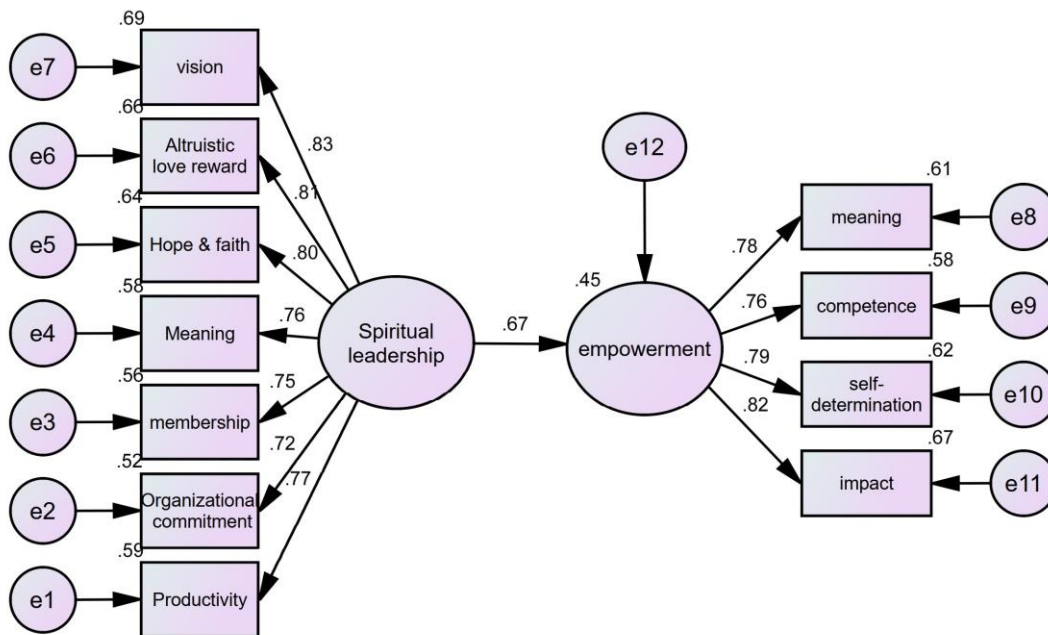 .69
e7
vision
.83
.66
e6
Altruistic
love reward
.81
.64
e5
Hope & faith
.80
.58
e4
Meaning
.76
.56
e3
membership
.75
.52
e2
Organizational
commitment
.72
.59
e1
Productivity
.77
Spiritual
leadership
.67
e12
.45
empowerment
.61
meaning
e8
.78
.58
competence
e9
.76
.62
self-
determination
e10
.79
.67
impact
e11
.82